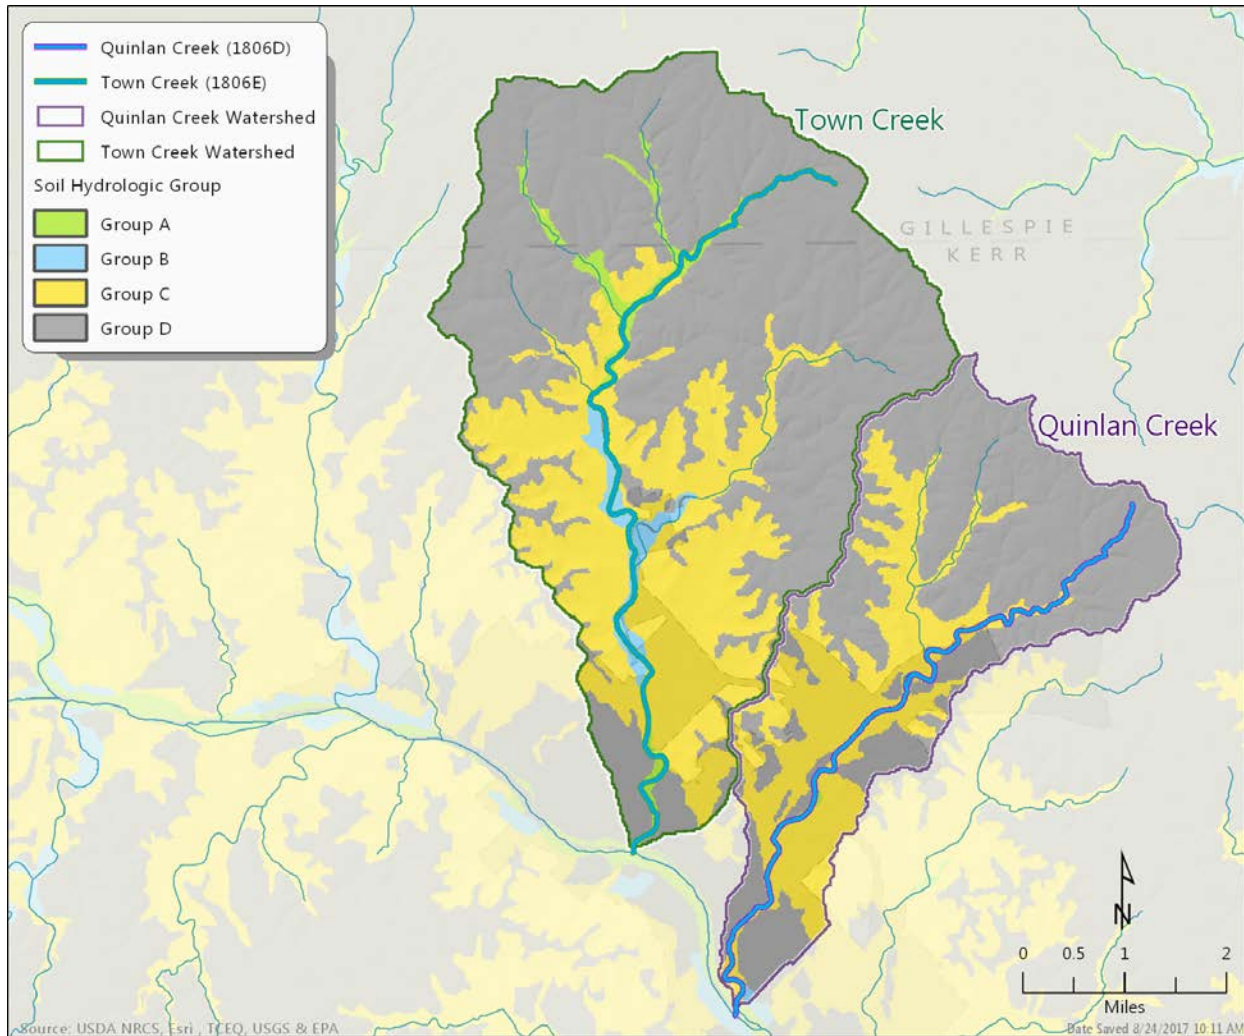 Quinlan Creek (1806D)
Town Creek (1806E)
Quinlan Creek Watershed
Town Creek Watershed
Soil Hydrologic Group
Group A
Group B
Group C
Group D
Town Creek
GILLESPIE
KERR
Quinlan Creek
N
0 0.5 1 2
Miles
Source: USDA NRCS, Esri , TCEQ, USGS & EPA
Date Saved 8/24/2017 10:11 AM